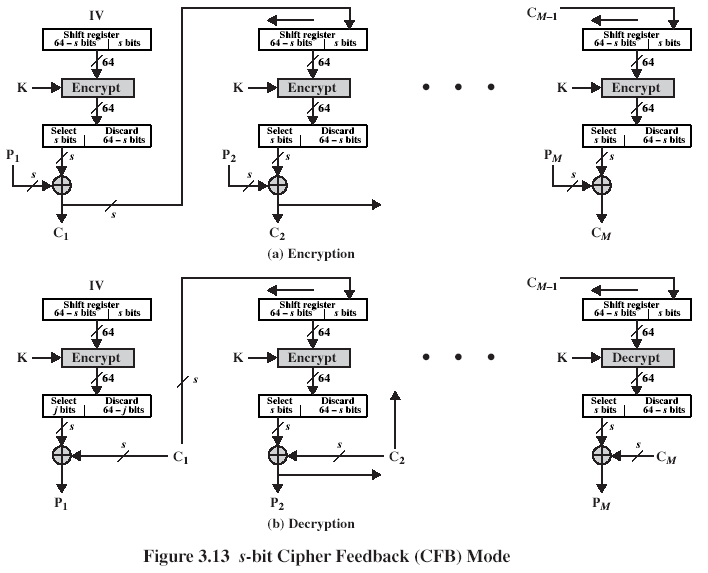 IV
C_{M–1}
Shift register
64 – s bits | s bits
Shift register
64 – s bits | s bits
Shift register
64 – s bits | s bits
64
64
64
K Encrypt
K Encrypt
K Encrypt
64
64
64
Select Discard
s bits | 64 – s bits
Select Discard
s bits | 64 – s bits
Select Discard
s bits | 64 – s bits
P1 s
P2 s
PM s
s
s
s
s
C1
C2
CM
(a) Encryption
IV
C_{M–1}
Shift register
64 – s bits | s bits
Shift register
64 – s bits | s bits
Shift register
64 – s bits | s bits
64
64
64
K Encrypt
K Encrypt
K Decrypt
64
64
64
s
Select Discard
j bits | 64 – j bits
Select Discard
s bits | 64 – s bits
Select Discard
s bits | 64 – s bits
s
s
s
s C1
s C2
s CM
P1
P2
PM
(b) Decryption
Figure 3.13 s-bit Cipher Feedback (CFB) Mode